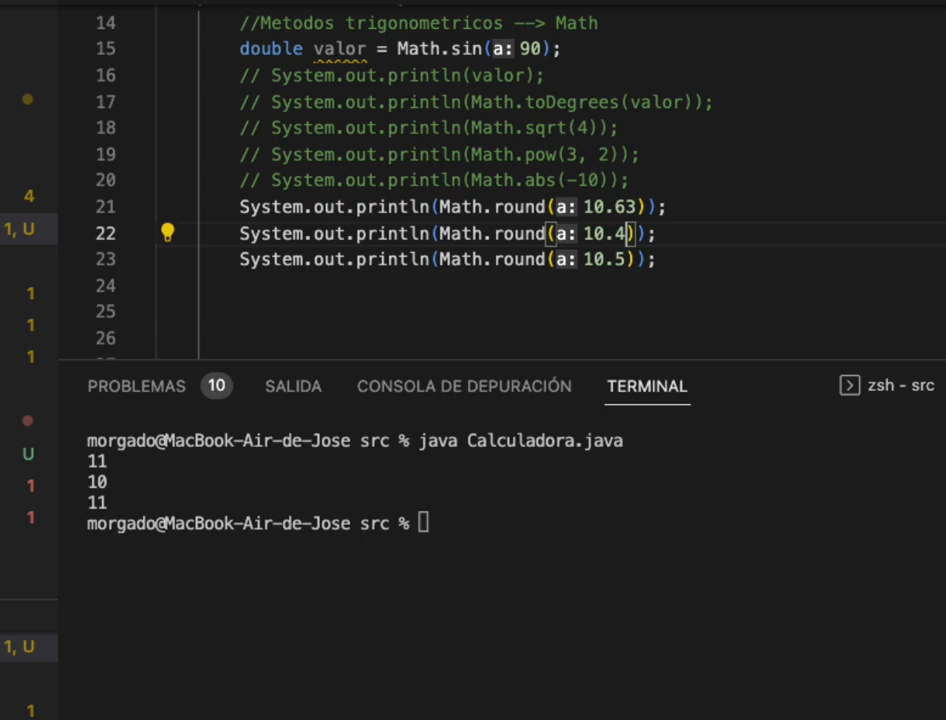 14 //Metodos trigonometricos --> Math
15 double valor = Math.sin(a: 90);
16 // System.out.println(valor);
17 // System.out.println(Math.toDegrees(valor));
18 // System.out.println(Math.sqrt(4));
4 19 // System.out.println(Math.pow(3, 2));
20 // System.out.println(Math.abs(-10));
21 System.out.println(Math.round(a: 10.63));
1, U 22 System.out.println(Math.round(a: 10.4));
23 System.out.println(Math.round(a: 10.5));
1 24
1 25
1 26
PROBLEMAS 10 SALIDA CONSOLA DE DEPURACIÓN TERMINAL zsh - src
morgado@MacBook-Air-de-Jose src % java Calculadora.java
U 11
1 10
11
1 morgado@MacBook-Air-de-Jose src %
1, U
1